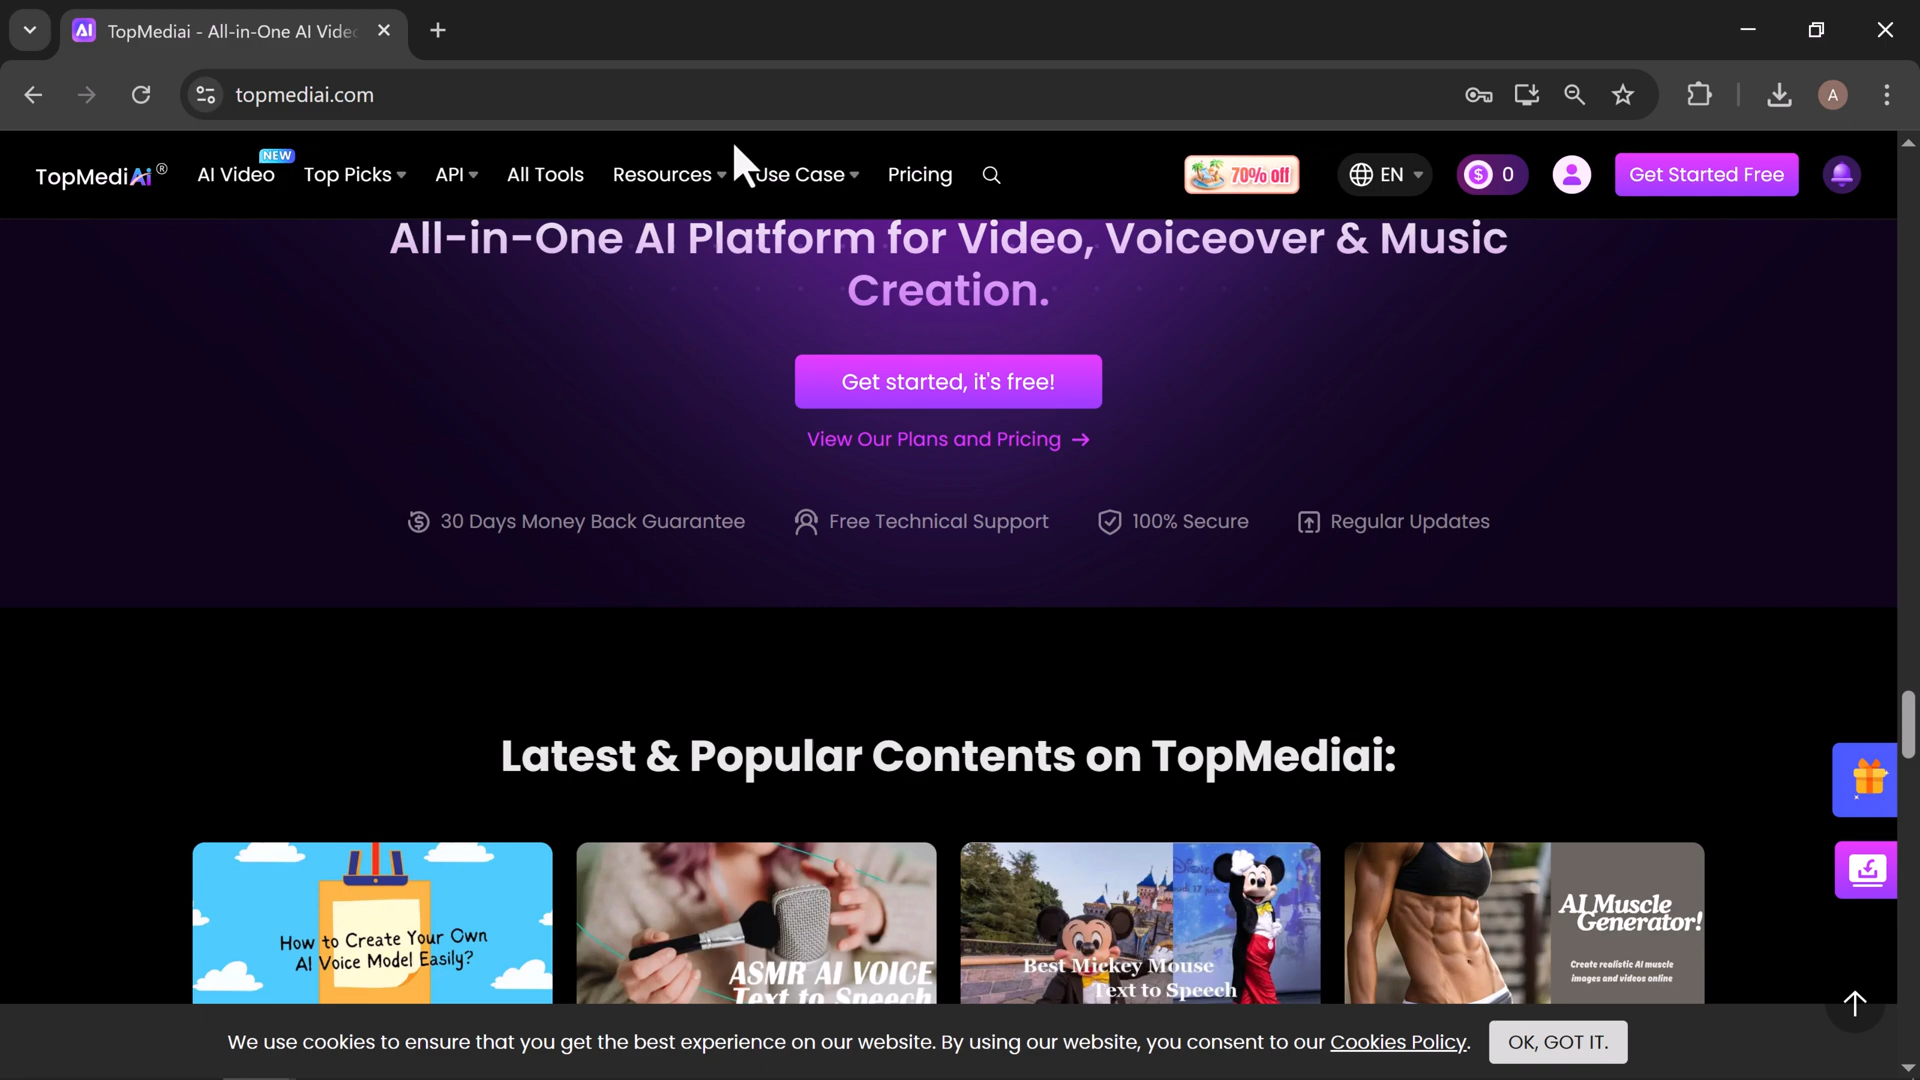 TopMediai - All-in-One AI Vide
topmediai.com
A
TopMediAi®
AI Video
NEW
Top Picks
API
All Tools
Resources
Use Case
Pricing
70% off
EN
0
Get Started Free
All-in-One AI Platform for Video, Voiceover & Music
Creation.
Get started, it's free!
View Our Plans and Pricing →
30 Days Money Back Guarantee
Free Technical Support
100% Secure
Regular Updates
Latest & Popular Contents on TopMediai:
How to Create Your Own
AI Voice Model Easily?
ASMR AI VOICE
Text to Speech
Best Mickey Mouse
Text to Speech
AI Muscle
Generator!
Create realistic AI muscle
images and videos online
We use cookies to ensure that you get the best experience on our website. By using our website, you consent to our Cookies Policy.
OK, GOT IT.